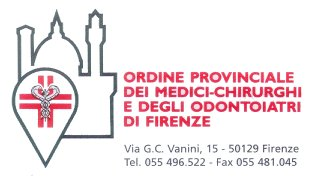 ORDINE PROVINCIALE
DEI MEDICI-CHIRURGHI
E DEGLI ODONTOIATRI
DI FIRENZE
Via G.C. Vanini, 15 - 50129 Firenze
Tel. 055 496.522 - Fax 055 481.045